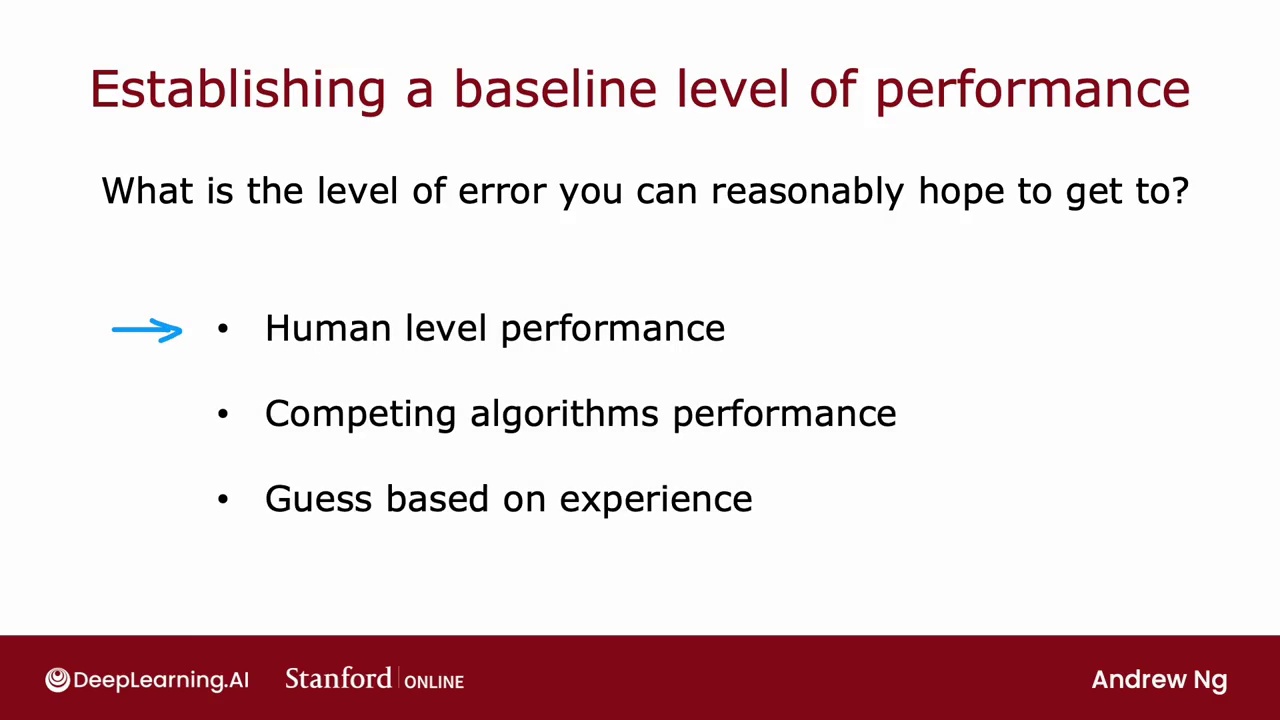 Establishing a baseline level of performance
What is the level of error you can reasonably hope to get to?
• Human level performance
• Competing algorithms performance
• Guess based on experience
DeepLearning.AI Stanford ONLINE Andrew Ng